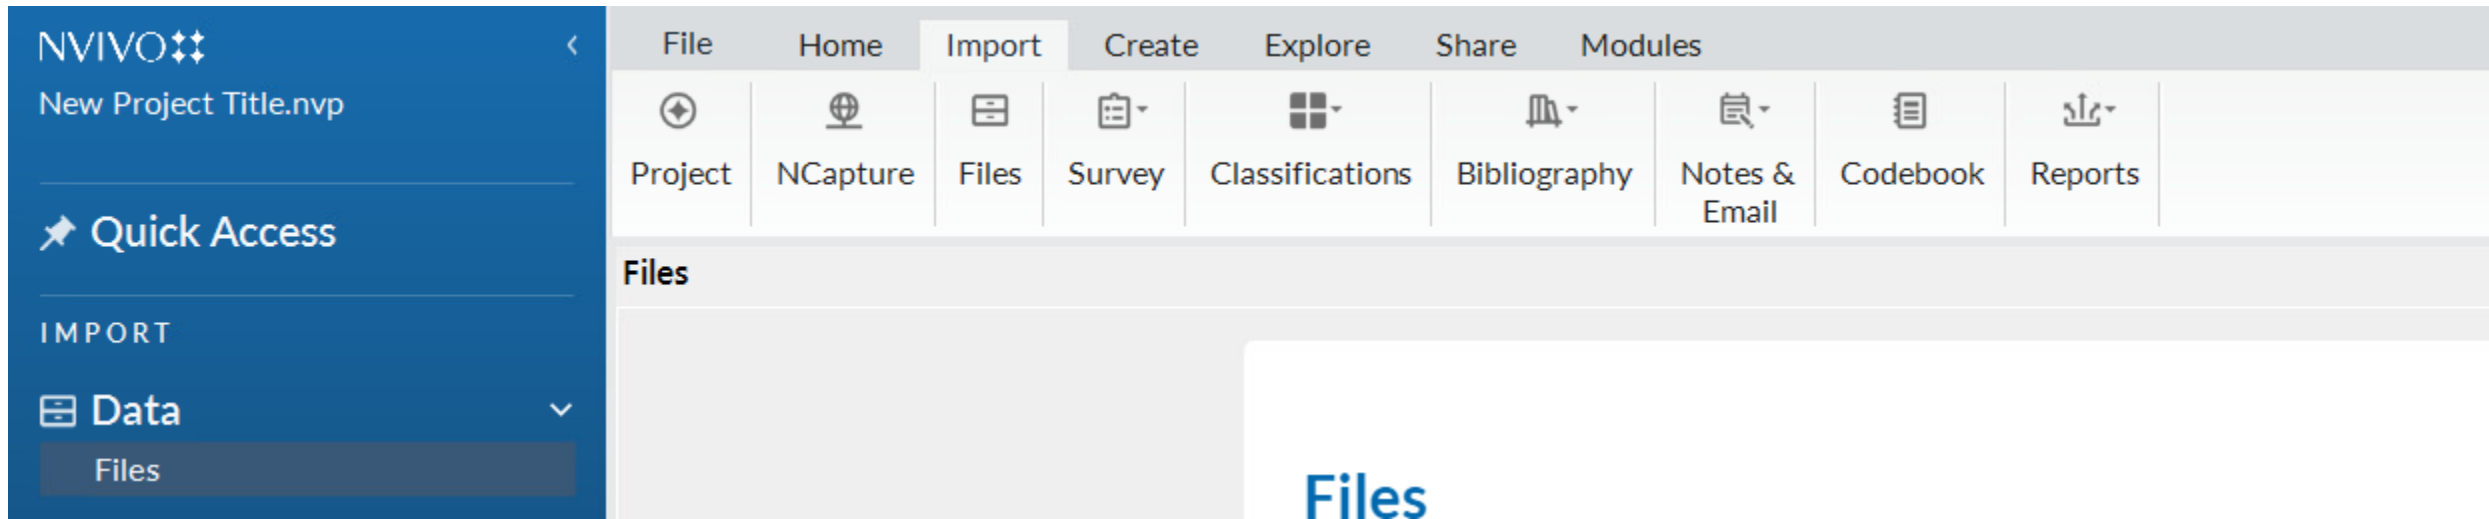 NVIVO
New Project Title.nvp
Quick Access
IMPORT
Data
Files
File Home Import Create Explore Share Modules
Project NCapture Files Survey Classifications Bibliography Notes & Email Codebook Reports
Files
Files